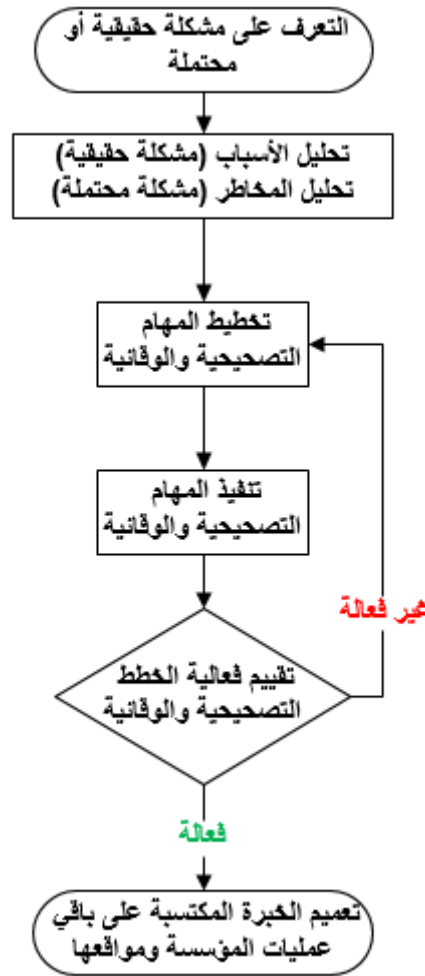 التعرف على مشكلة حقيقية أو
محتملة
تحليل الأسباب (مشكلة حقيقية)
تحليل المخاطر (مشكلة محتملة)
تخطيط المهام
التصحيحية والوقائية
تنفيذ المهام
التصحيحية والوقائية
غير فعالة
تقييم فعالية الخطط
التصحيحية والوقائية
فعالة
تعميم الخبرة المكتسبة على باقي
عمليات المؤسسة ومواقعها